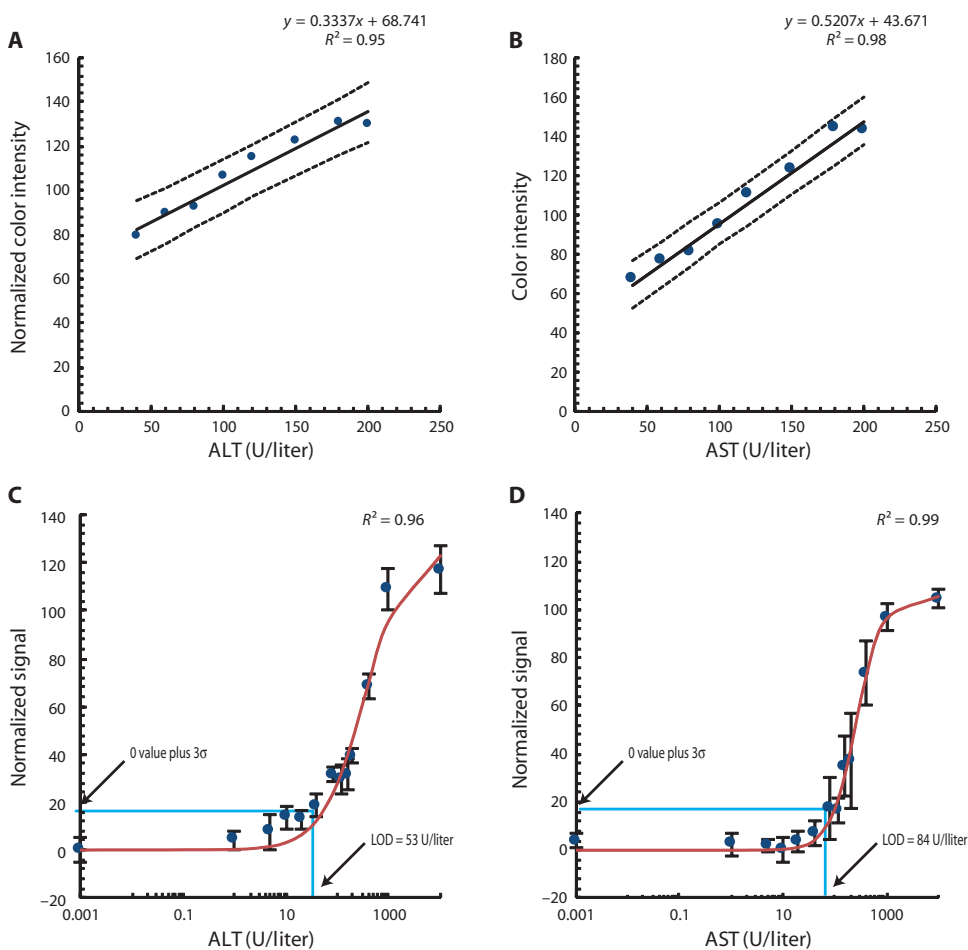 A
y = 0.3337x + 68.741
R² = 0.95
Normalized color intensity
160
140
120
100
80
60
40
20
0
0 50 100 150 200 250
ALT (U/liter)
B
y = 0.5207x + 43.671
R² = 0.98
Color intensity
180
160
140
120
100
80
60
40
20
0
0 50 100 150 200 250
AST (U/liter)
C
R² = 0.96
Normalized signal
140
120
100
80
60
40
20
0
−20
0 value plus 3σ
LOD = 53 U/liter
0.001 0.1 10 1000
ALT (U/liter)
D
R² = 0.99
Normalized signal
140
120
100
80
60
40
20
0
−20
0 value plus 3σ
LOD = 84 U/liter
0.001 0.1 10 1000
AST (U/liter)